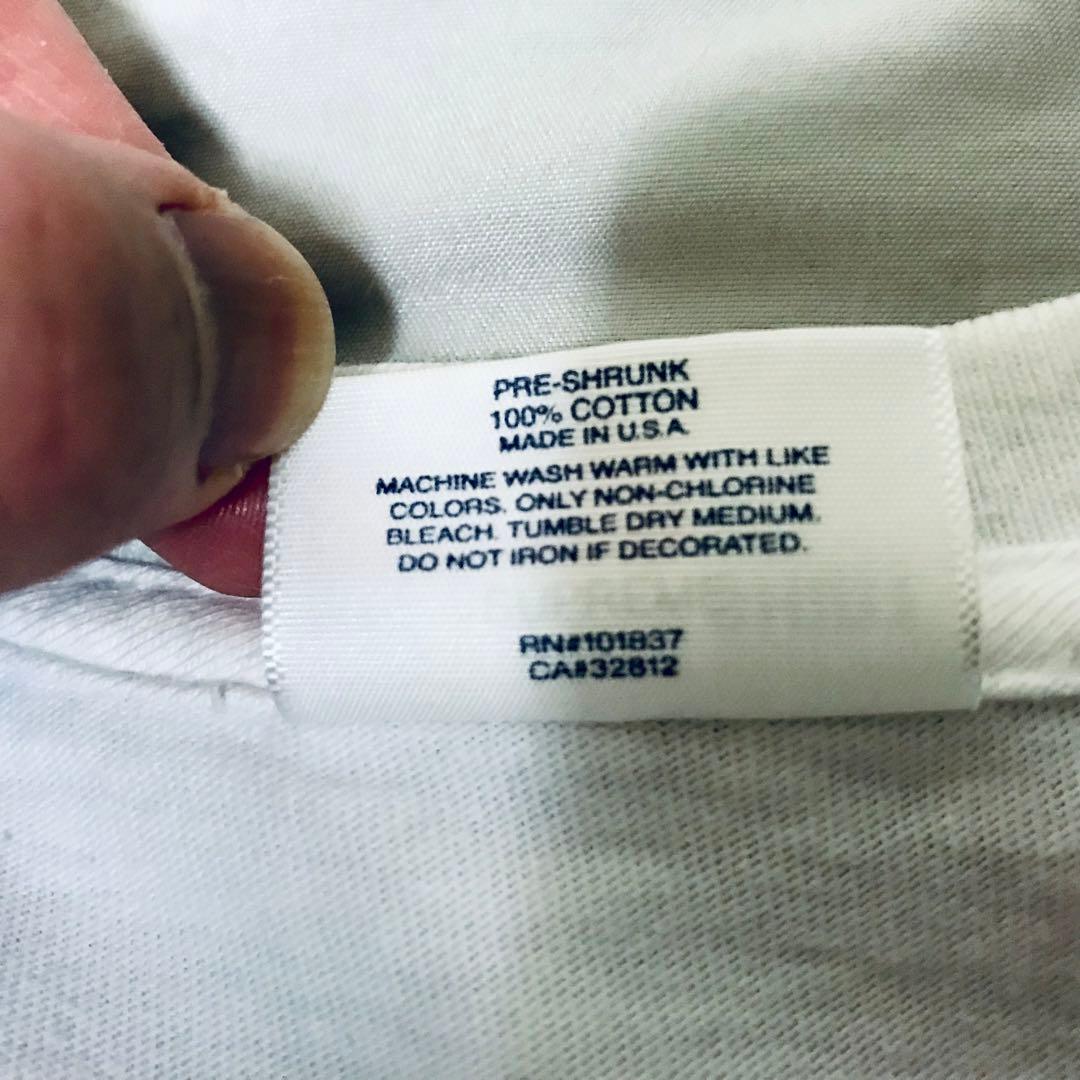 PRE-SHRUNK
100% COTTON
MADE IN U.S.A.
MACHINE WASH WARM WITH LIKE
COLORS. ONLY NON-CHLORINE
BLEACH. TUMBLE DRY MEDIUM.
DO NOT IRON IF DECORATED.
RN#101837
CA#32812